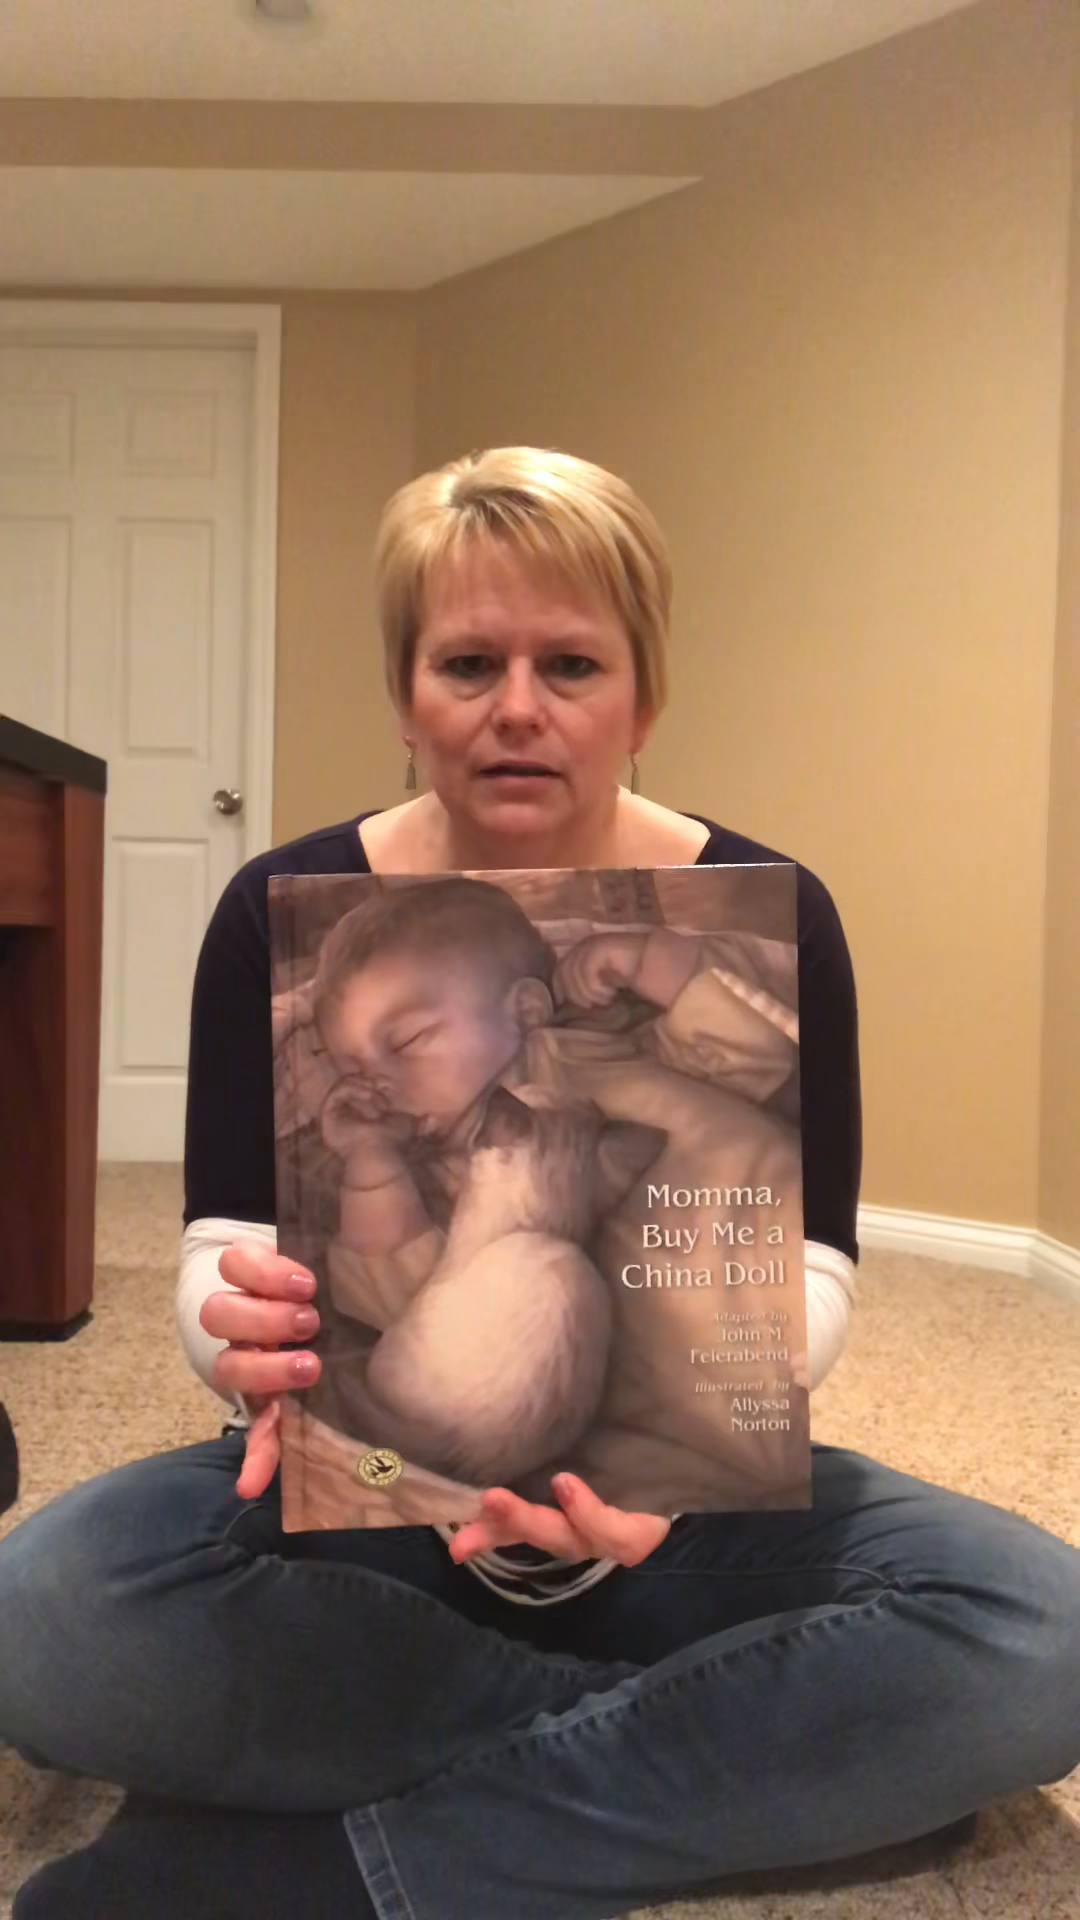 Momma,
Buy Me a
China Doll
Adapted by
John M.
Feierabend
Illustrated by
Allyssa
Norton